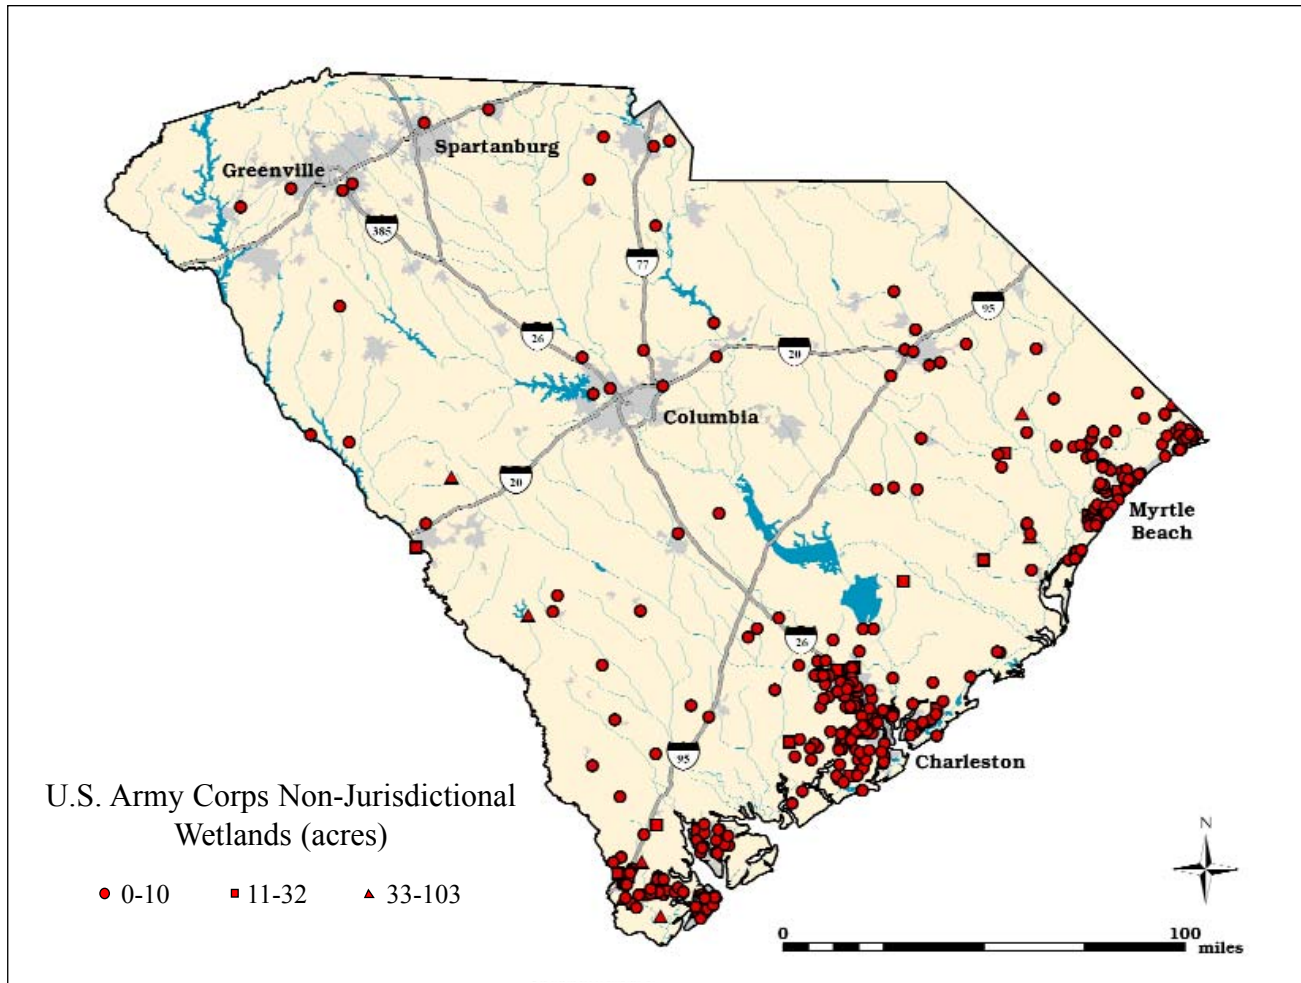 Spartanburg
Greenville
385
77
95
26
20
Columbia
20
Myrtle
Beach
26
95
Charleston
U.S. Army Corps Non-Jurisdictional
Wetlands (acres)
0-10 11-32 33-103
N
0 100
miles